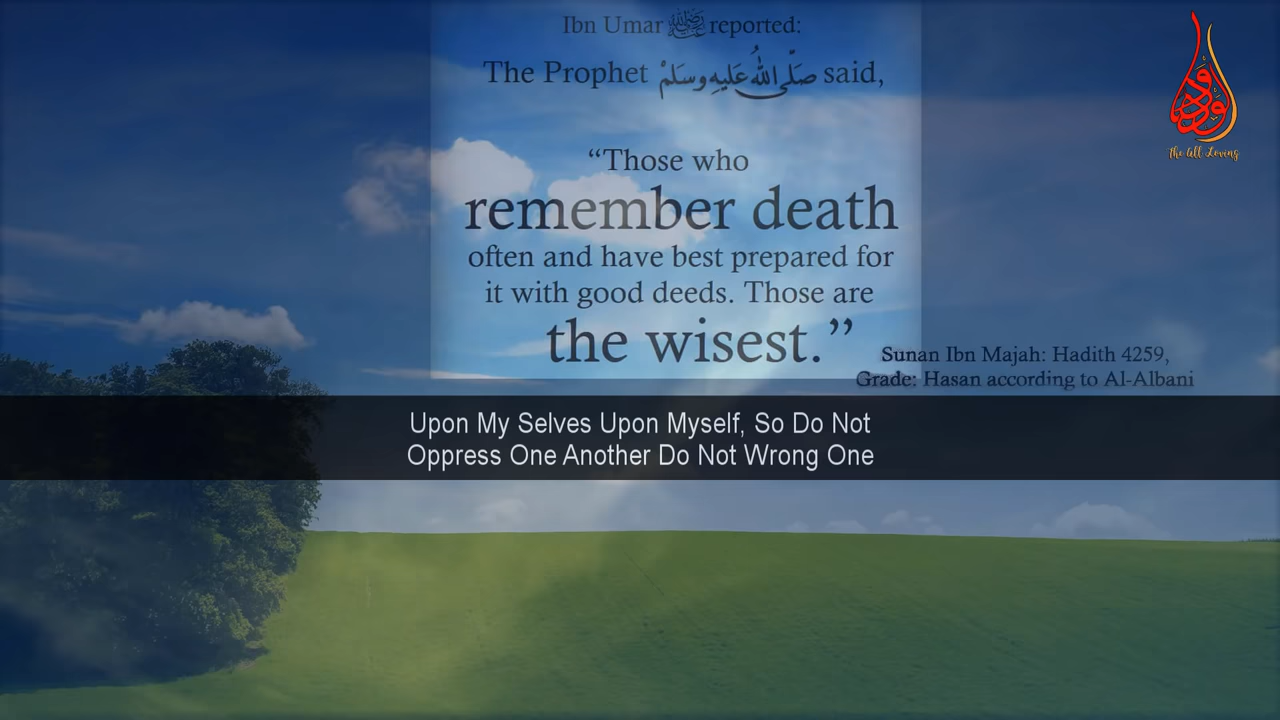 Ibn Umar رضي الله عنه reported:
The Prophet صَلَّى اللهُ عَلَيْهِ وَسَلَّمَ said,
“Those who
remember death
often and have best prepared for
it with good deeds. Those are
the wisest.”
Sunan Ibn Majah: Hadith 4259,
Grade: Hasan according to Al-Albani
Upon My Selves Upon Myself, So Do Not
Oppress One Another Do Not Wrong One
الودود
The All Loving